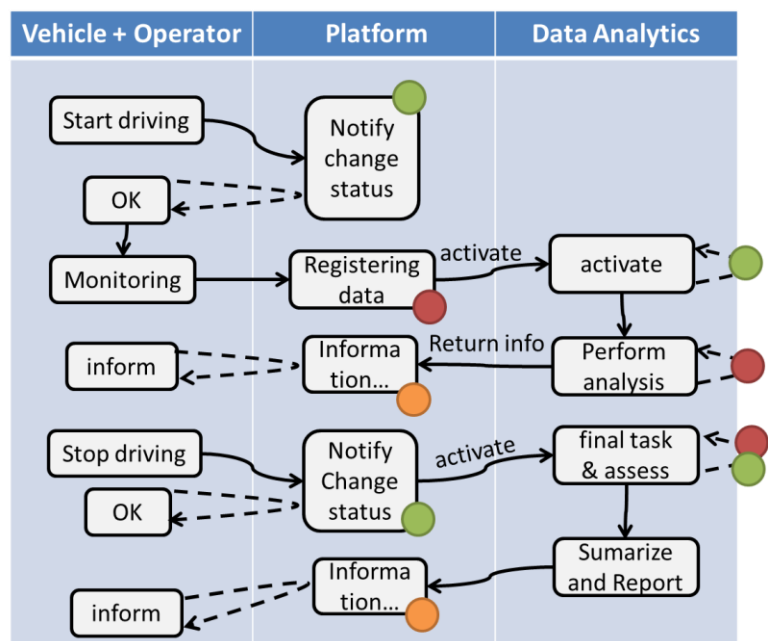 Vehicle + Operator
Platform
Data Analytics
Start driving
Notify
change
status
OK
Monitoring
Registering
data
activate
activate
inform
Informa
tion...
Return info
Perform
analysis
Stop driving
Notify
Change
status
activate
final task
& assess
OK
Sumarize
and Report
Informa
tion...
inform